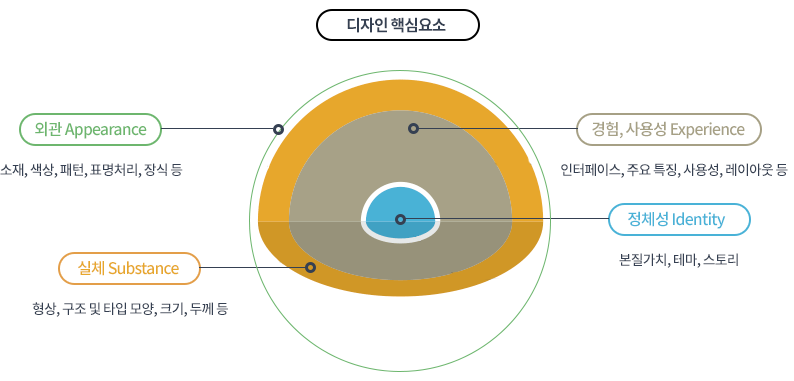 디자인 핵심요소
외관 Appearance
소재, 색상, 패턴, 표명처리, 장식 등
경험, 사용성 Experience
인터페이스, 주요 특징, 사용성, 레이아웃 등
정체성 Identity
본질가치, 테마, 스토리
실체 Substance
형상, 구조 및 타입 모양, 크기, 두께 등